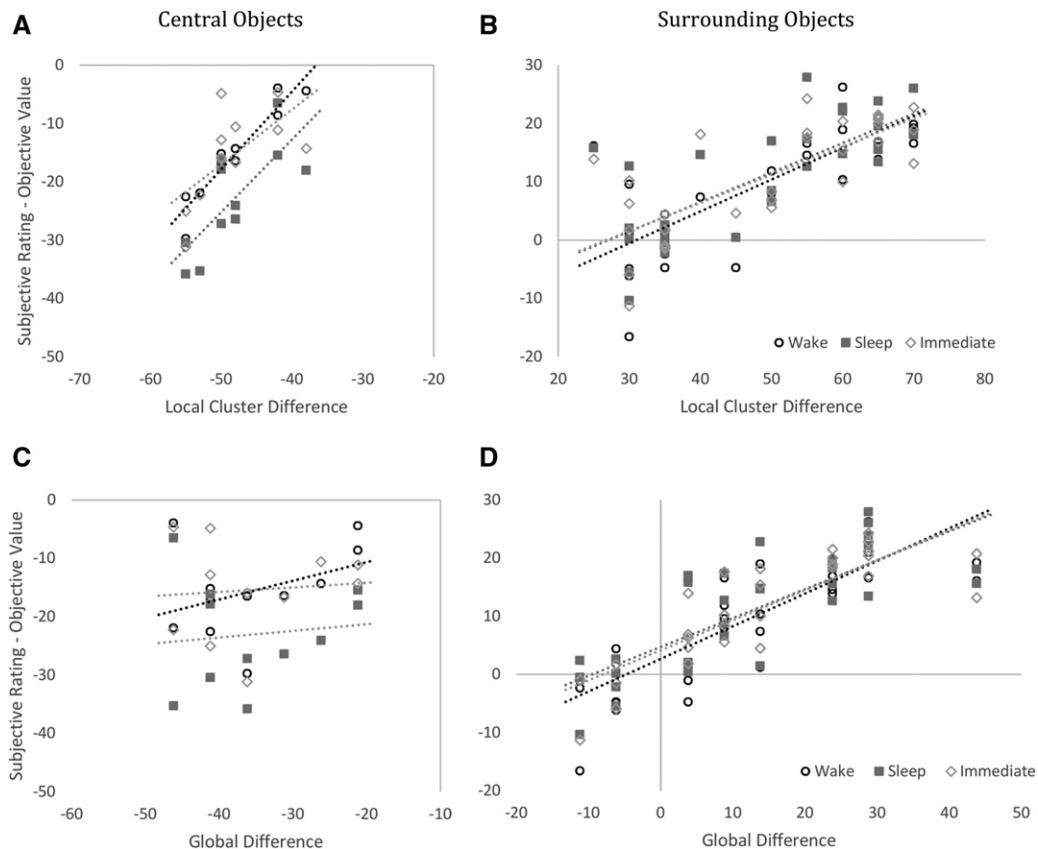 A Central Objects
B Surrounding Objects
Subjective Rating - Objective Value
0
-10
-20
-30
-40
-50
-70 -60 -50 -40 -30 -20
Local Cluster Difference
30
20
10
0
-10
-20
Wake Sleep Immediate
20 30 40 50 60 70 80
Local Cluster Difference
C
D
Subjective Rating - Objective Value
0
-10
-20
-30
-40
-50
-60 -50 -40 -30 -20 -10
Global Difference
30
20
10
0
-10
-20
Wake Sleep Immediate
-20 -10 0 10 20 30 40 50
Global Difference